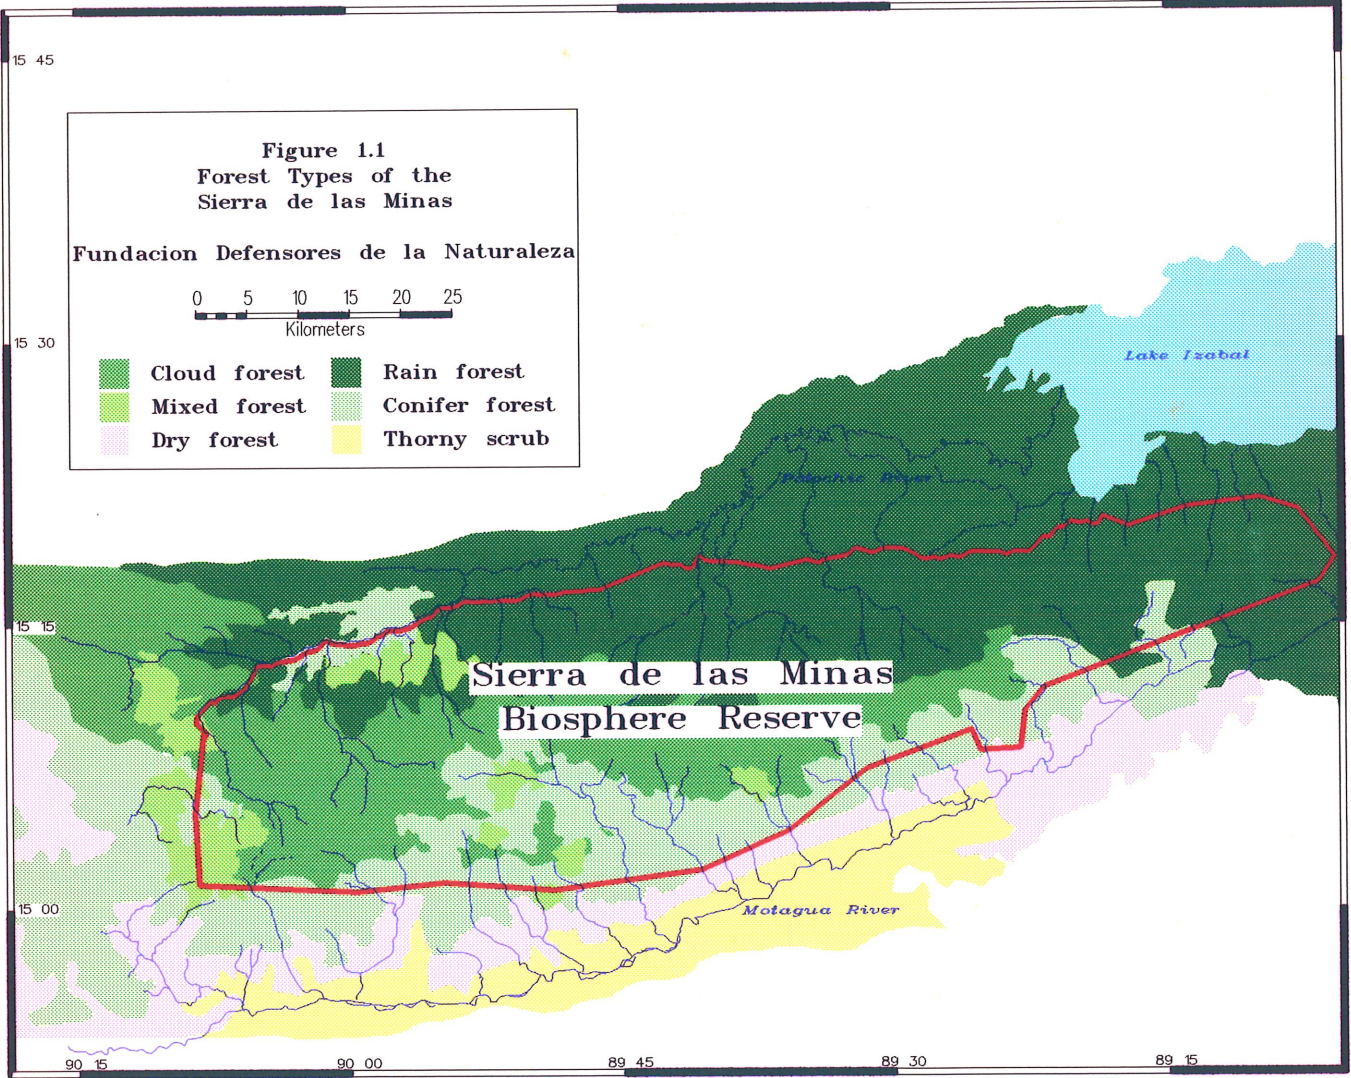 15 45
Figure 1.1
Forest Types of the
Sierra de las Minas
Fundacion Defensores de la Naturaleza
0 5 10 15 20 25
Kilometers
Cloud forest
Rain forest
Mixed forest
Conifer forest
Dry forest
Thorny scrub
15 30
Lake Izabal
Polochic River
15 15
Sierra de las Minas
Biosphere Reserve
15 00
Motagua River
90 15
90 00
89 45
89 30
89 15